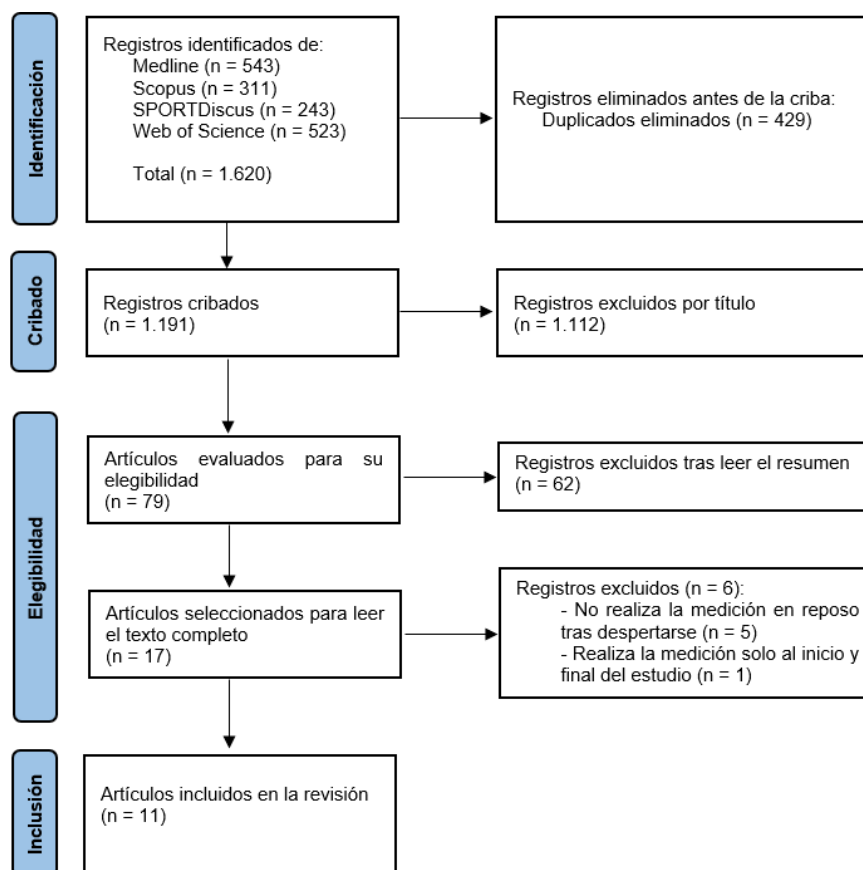 Identificación
Registros identificados de:
Medline (n = 543)
Scopus (n = 311)
SPORTDiscus (n = 243)
Web of Science (n = 523)
Total (n = 1.620)
Registros eliminados antes de la criba:
Duplicados eliminados (n = 429)
Cribado
Registros cribados
(n = 1.191)
Registros excluidos por título
(n = 1.112)
Elegibilidad
Artículos evaluados para su
elegibilidad
(n = 79)
Registros excluidos tras leer el resumen
(n = 62)
Artículos seleccionados para leer
el texto completo
(n = 17)
Registros excluidos (n = 6):
- No realiza la medición en reposo
tras despertarse (n = 5)
- Realiza la medición solo al inicio y
final del estudio (n = 1)
Inclusión
Artículos incluidos en la revisión
(n = 11)